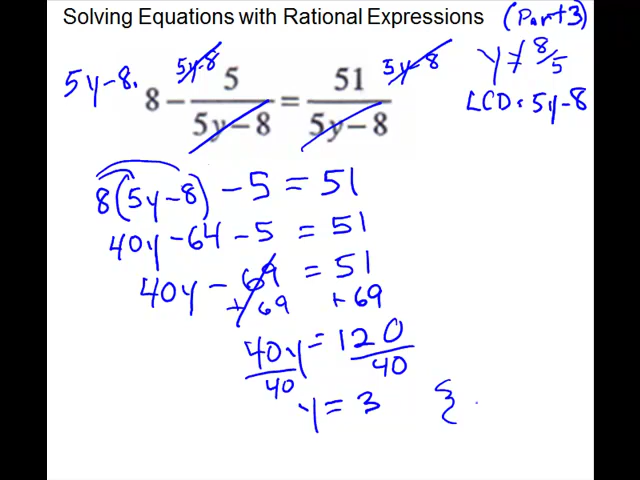 Solving Equations with Rational Expressions (Part 3)
5y-8. 8 - 5/(5y-8) 5y-8 = 51/(5y-8) 5y-8
y ≠ 8/5
LCD = 5y-8
8(5y-8) - 5 = 51
40y - 64 - 5 = 51
40y - 69 = 51
+69 +69
40y = 120
40 40
y = 3 {